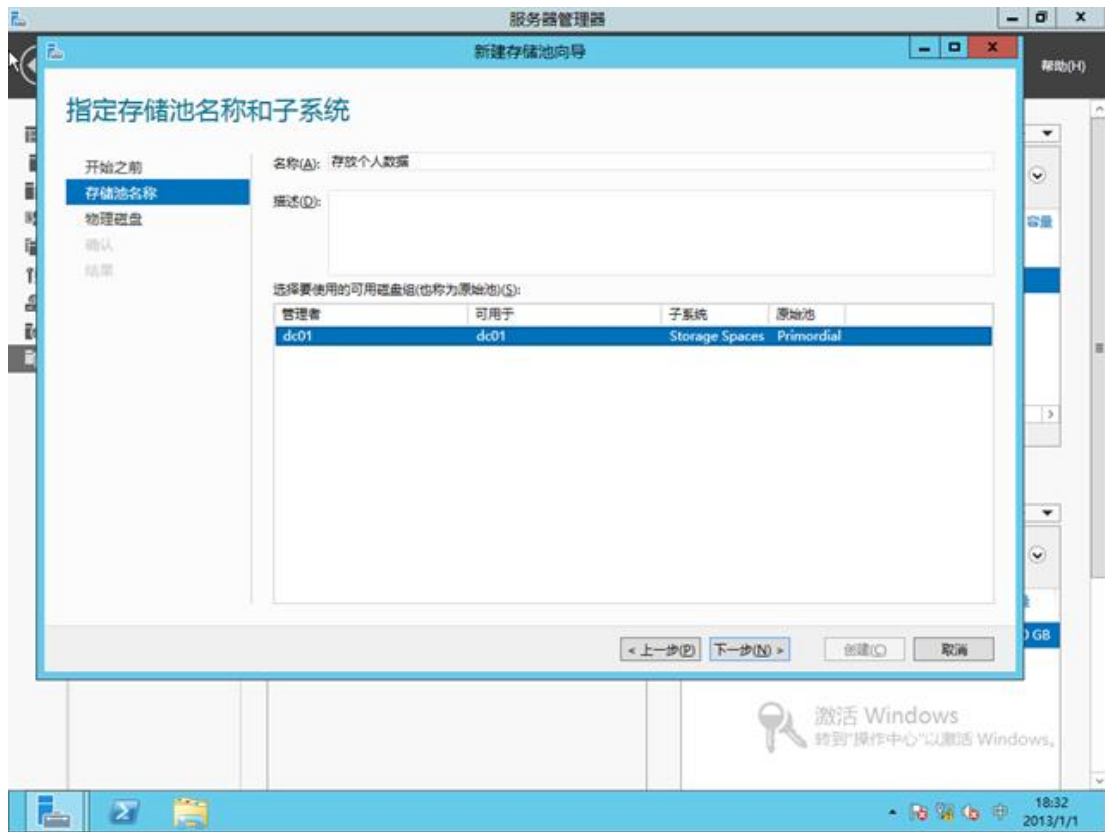 服务器管理器
新建存储池向导
帮助(H)
指定存储池名称和子系统
开始之前
存储池名称
物理磁盘
确认
结果
名称(A): 存放个人数据
描述(D):
选择要使用的可用磁盘组(也称为原始池)(S):
管理者 可用于 子系统 原始池
dc01 dc01 Storage Spaces Primordial
容量
GB
< 上一步(P) 下一步(N) > 创建(C) 取消
激活 Windows
转到"操作中心"以激活 Windows。
中 18:32
2013/1/1